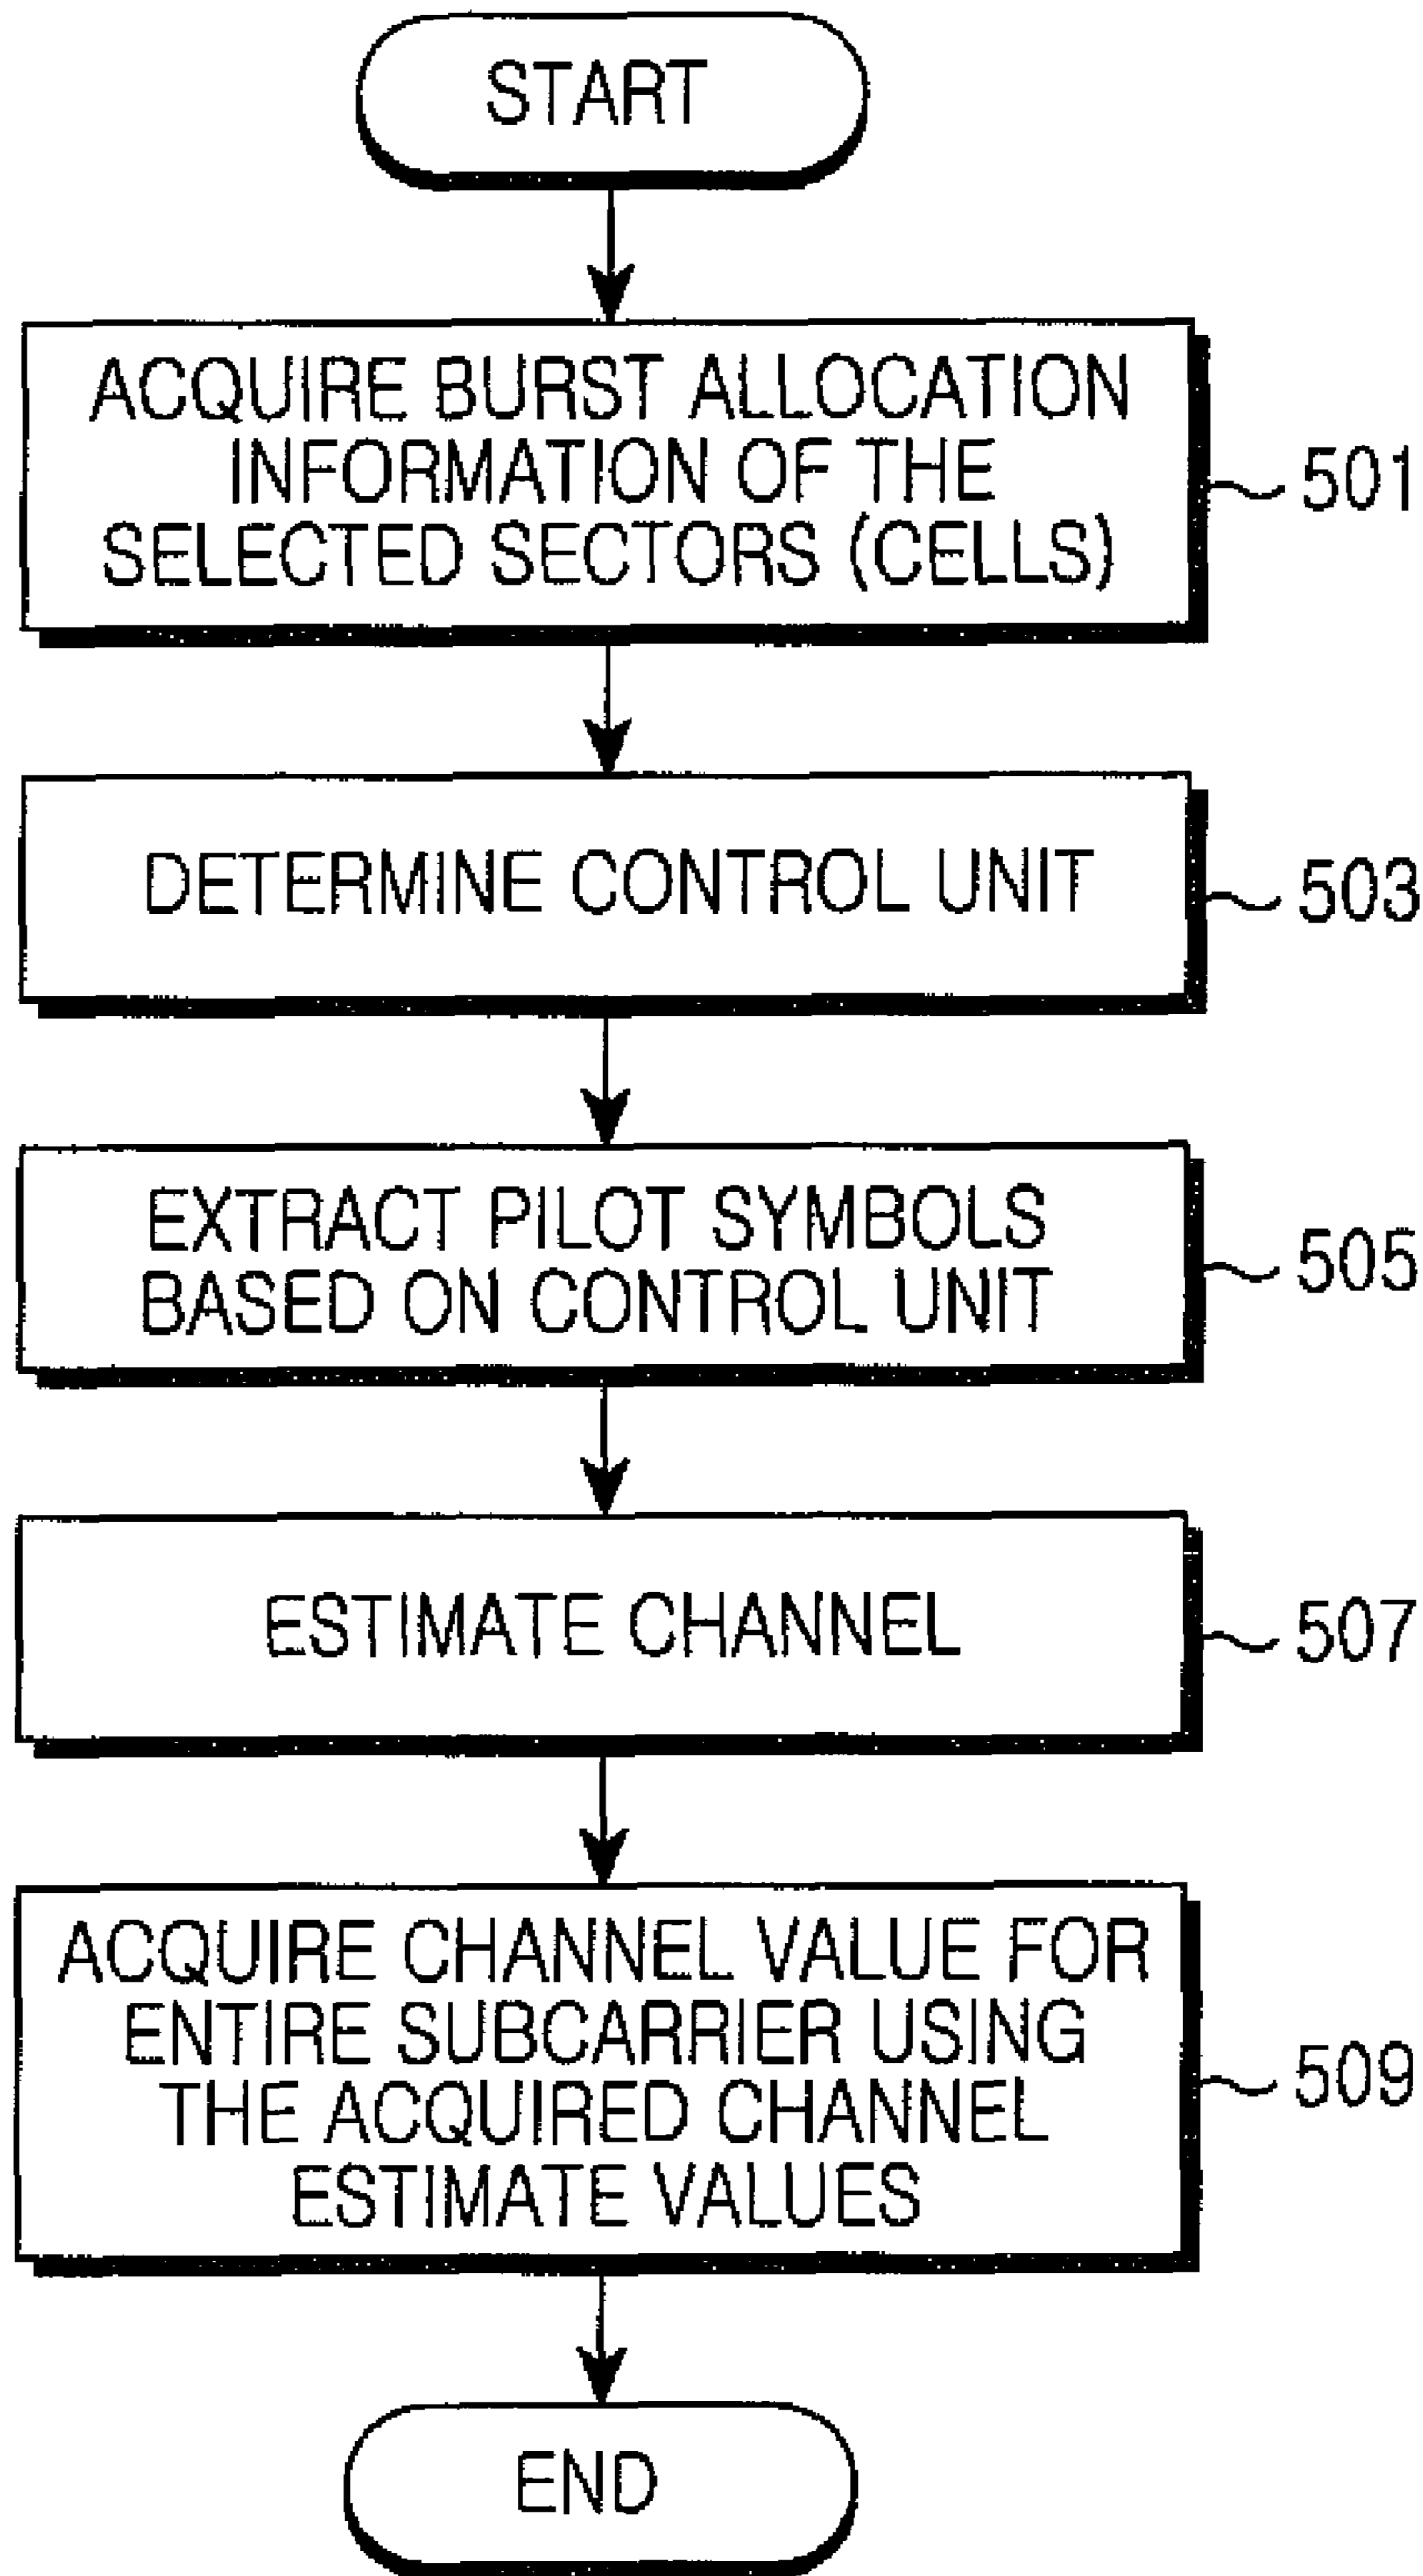 START
ACQUIRE BURST ALLOCATION
INFORMATION OF THE
SELECTED SECTORS (CELLS)
501
DETERMINE CONTROL UNIT
503
EXTRACT PILOT SYMBOLS
BASED ON CONTROL UNIT
505
ESTIMATE CHANNEL
507
ACQUIRE CHANNEL VALUE FOR
ENTIRE SUBCARRIER USING
THE ACQUIRED CHANNEL
ESTIMATE VALUES
509
END